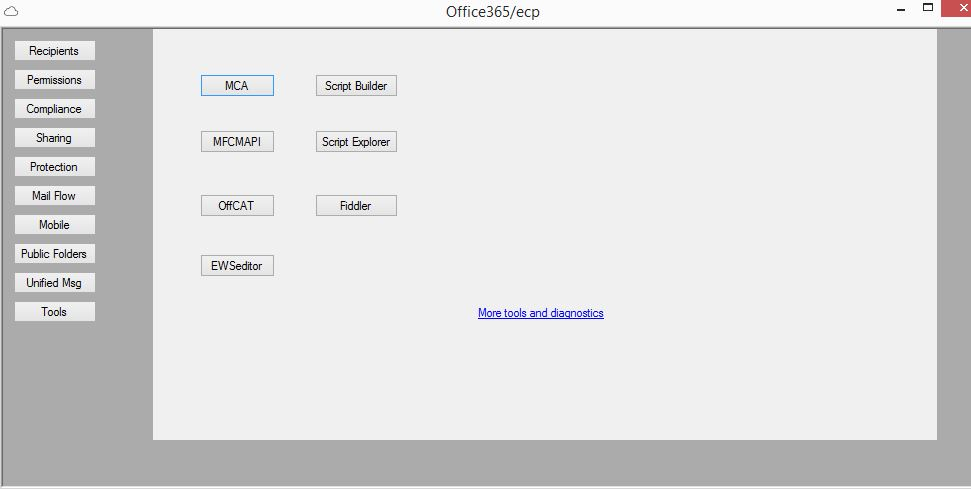 Office365/ecp
Recipients
Permissions
Compliance
Sharing
Protection
Mail Flow
Mobile
Public Folders
Unified Msg
Tools
MCA
Script Builder
MFCMAPI
Script Explorer
OffCAT
Fiddler
EWSeditor
More tools and diagnostics